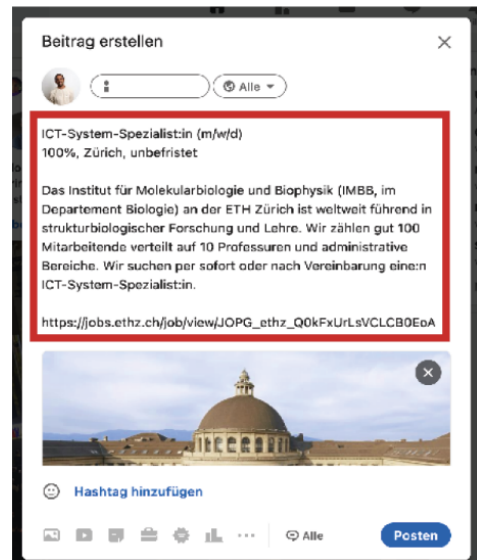 Beitrag erstellen
Alle
ICT-System-Spezialist:in (m/w/d)
100%, Zürich, unbefristet
Das Institut für Molekularbiologie und Biophysik (IMBB, im
Departement Biologie) an der ETH Zürich ist weltweit führend in
strukturbiologischer Forschung und Lehre. Wir zählen gut 100
Mitarbeitende verteilt auf 10 Professuren und administrative
Bereiche. Wir suchen per sofort oder nach Vereinbarung eine:n
ICT-System-Spezialist:in.
https://jobs.ethz.ch/job/view/JOPG_ethz_Q0kFxUrLsVCLCB0EoA
Hashtag hinzufügen
Alle
Posten